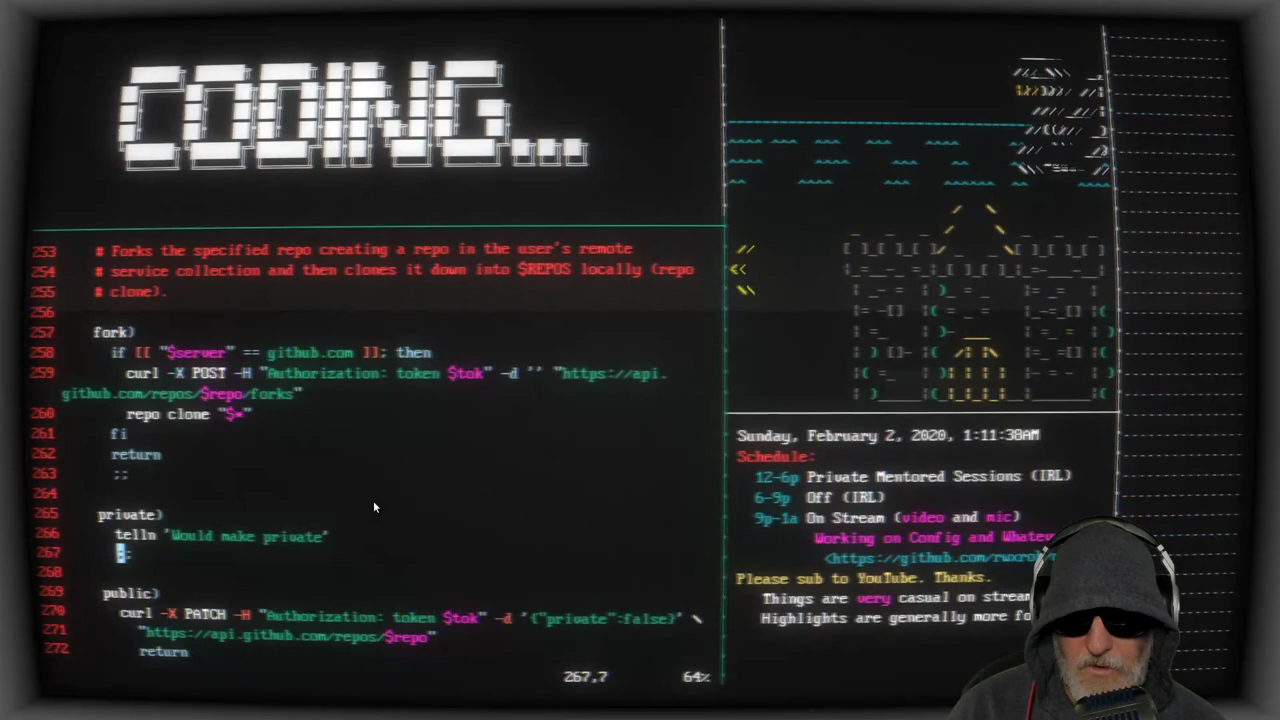 CODING...
253 # Forks the specified repo creating a repo in the user's remote
254 # service collection and then clones it down into $REPOS locally (repo
255 # clone).
256
257 fork)
258 if [[ "$server" == github.com ]]; then
259 curl -X POST -H "Authorization: token $tok" -d '' "https://api.
github.com/repos/$repo/forks"
260 repo clone "$*"
261 fi
262 return
263 ;;
264
265 private)
266 telln 'Would make private'
267 ;;
268
269 public)
270 curl -X PATCH -H "Authorization: token $tok" -d '{"private":false}' \
271 "https://api.github.com/repos/$repo"
272 return
267,7 64%
Sunday, February 2, 2020, 1:11:38AM
Schedule:
12-6p Private Mentored Sessions (IRL)
6-9p Off (IRL)
9p-1a On Stream (video and mic)
Working on Config and
<https://github.com/rwxrob/
Please sub to YouTube. Thanks.
Things are very casual on stream
Highlights are generally more